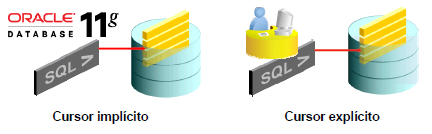 ORACLE
DATABASE 11g
SQL >
SQL >
Cursor implícito
Cursor explícito